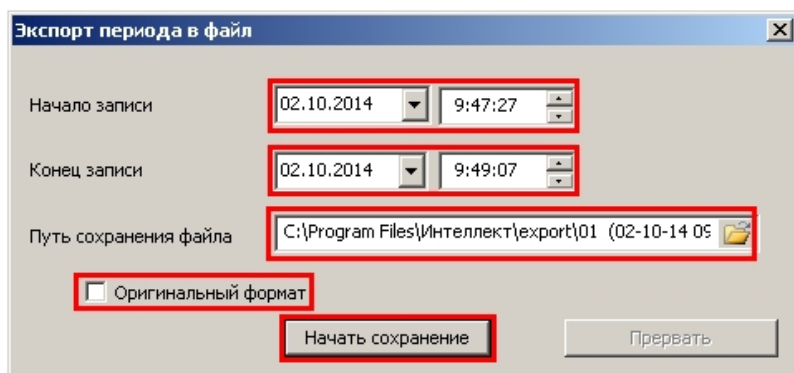 Экспорт периода в файл
Начало записи 02.10.2014 9:47:27
Конец записи 02.10.2014 9:49:07
Путь сохранения файла C:\Program Files\Интеллект\export\01 (02-10-14 09
Оригинальный формат
Начать сохранение Прервать